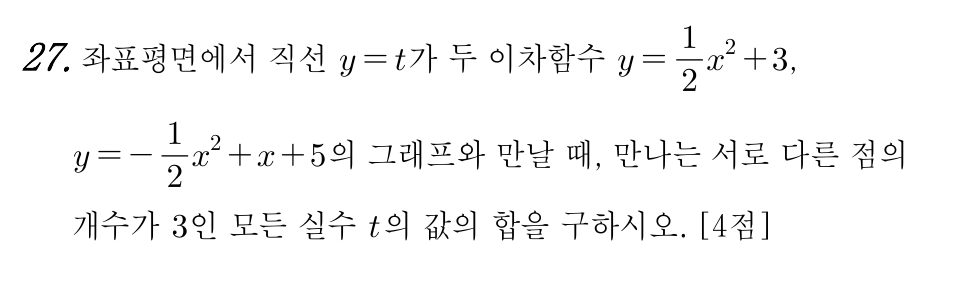 27. 좌표평면에서 직선 $y=t$가 두 이차함수 $y=\frac{1}{2}x^2+3$,
$y=-\frac{1}{2}x^2+x+5$의 그래프와 만날 때, 만나는 서로 다른 점의
개수가 3인 모든 실수 $t$의 값의 합을 구하시오. [4점]